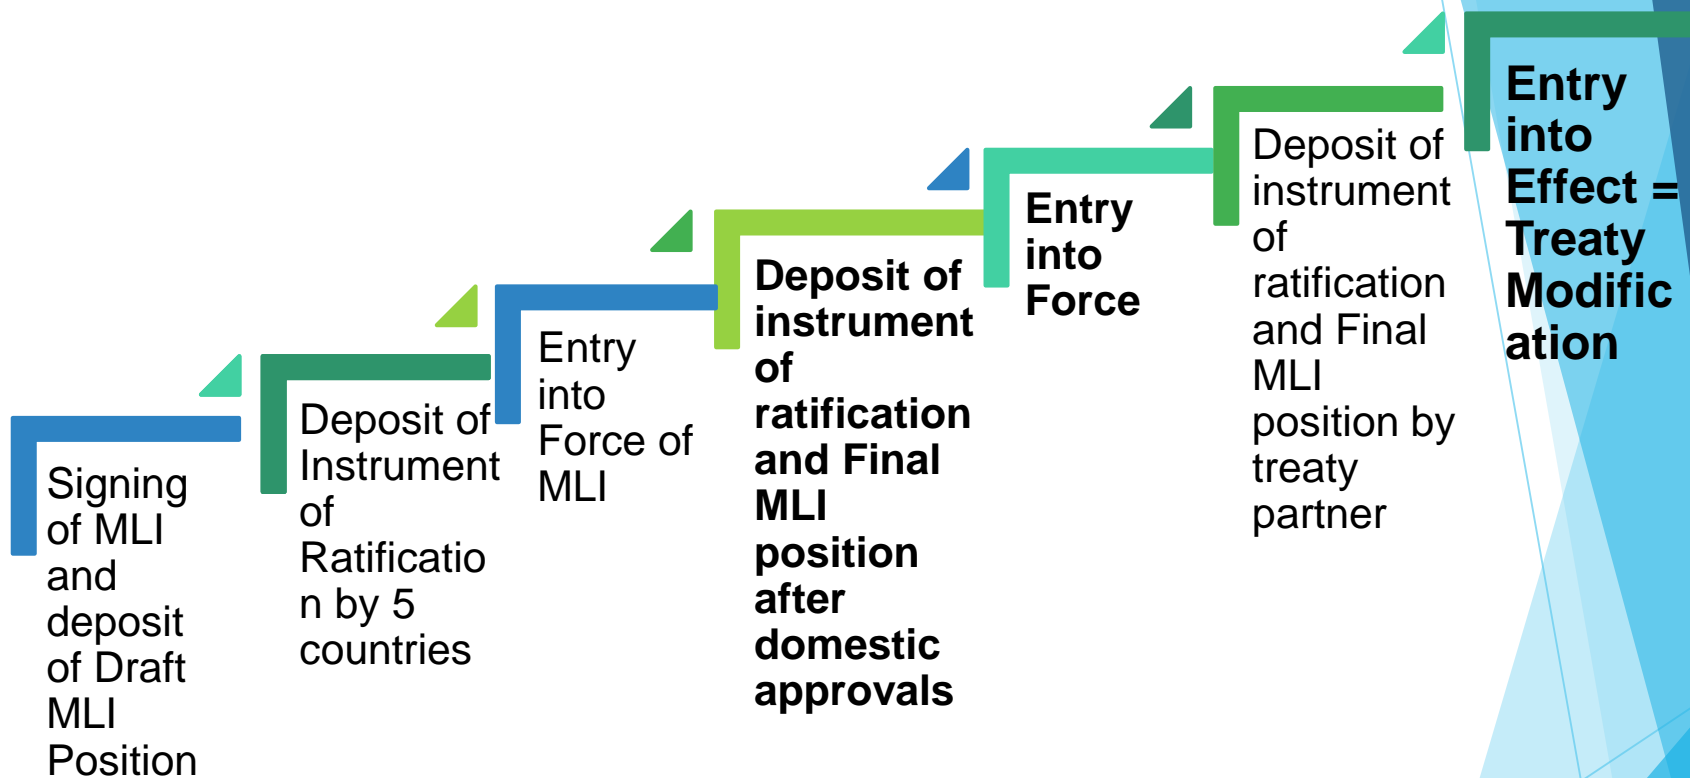 Signing
of MLI
and
deposit
of Draft
MLI
Position
Deposit of
Instrument
of
Ratificatio
n by 5
countries
Entry
into
Force of
MLI
Deposit of
instrument
of
ratification
and Final
MLI
position
after
domestic
approvals
Entry
into
Force
Deposit of
instrument
of
ratification
and Final
MLI
position by
treaty
partner
Entry
into
Effect =
Treaty
Modific
ation